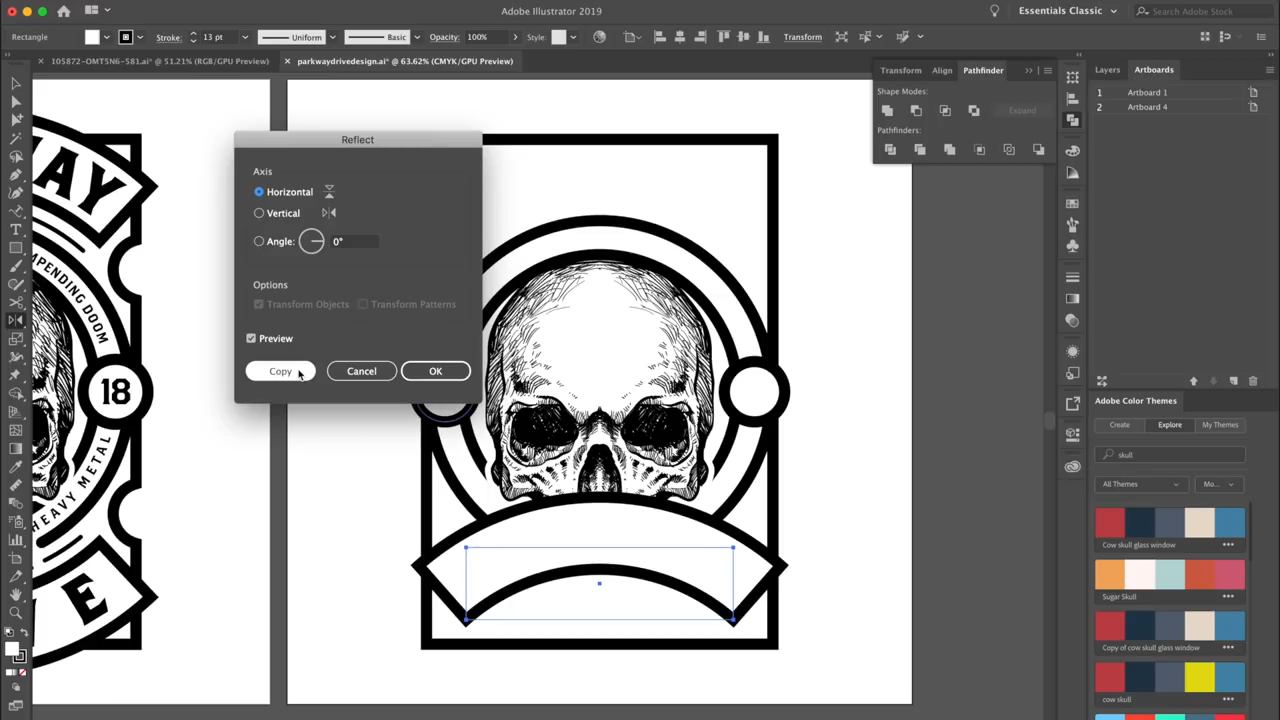 Adobe Illustrator 2019
Essentials Classic
Search Adobe Stock
Rectangle
Stroke:
13 pt
Uniform
Basic
Opacity:
100%
Style:
Transform
105872-OMT5N6-581.ai* @ 51.21% (RGB/GPU Preview)
parkwaydrivedesign.ai* @ 63.62% (CMYK/GPU Preview)
Transform
Align
Pathfinder
Shape Modes:
Expand
Pathfinders:
Layers
Artboards
1 Artboard 1
2 Artboard 4
Reflect
Axis
Horizontal
Vertical
Angle:
0°
Options
Transform Objects
Transform Patterns
Preview
Copy
Cancel
OK
WAY
MPENDING DOOM
18
HEAVY METAL
E
Adobe Color Themes
Create
Explore
My Themes
skull
All Themes
Mo...
Cow skull glass window
Sugar Skull
Copy of cow skull glass window
cow skull